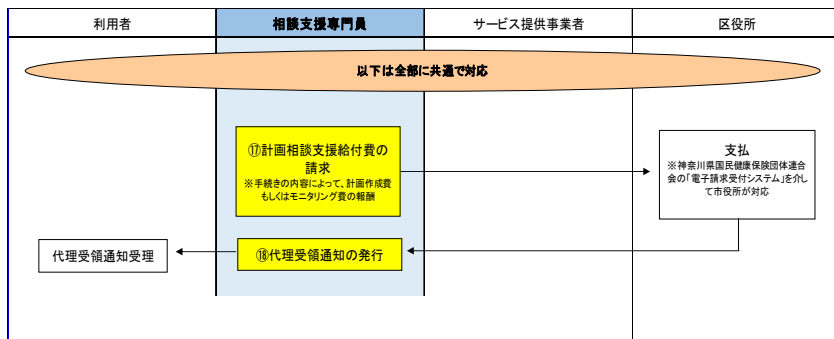 利用者
相談支援専門員
サービス提供事業者
区役所
以下は全部に共通で対応
⑰計画相談支援給付費の
請求
※手続きの内容によって、計画作成費
もしくはモニタリング費の報酬
支払
※神奈川県国民健康保険団体連合
会の「電子請求受付システム」を介し
て市役所が対応
代理受領通知受理
⑱代理受領通知の発行